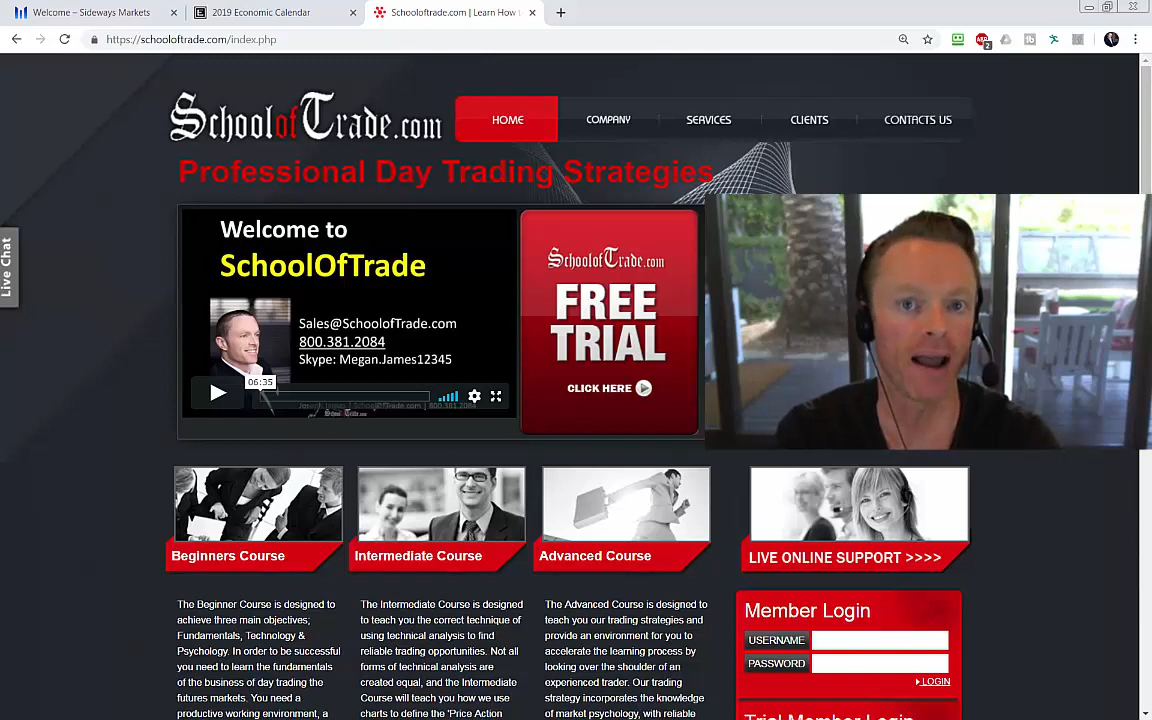 Welcome – Sideways Markets
2019 Economic Calendar
Schooloftrade.com | Learn How
https://schooloftrade.com/index.php
2
SchoolofTrade.com
HOME
COMPANY
SERVICES
CLIENTS
CONTACTS US
Professional Day Trading Strategies
Live Chat
Welcome to
SchoolOfTrade
Sales@SchoolofTrade.com
800.381.2084
Skype: Megan.James12345
06:35
SchoolofTrade.com
FREE
TRIAL
CLICK HERE
Beginners Course
Intermediate Course
Advanced Course
LIVE ONLINE SUPPORT >>>>
The Beginner Course is designed to
achieve three main objectives;
Fundamentals, Technology &
Psychology. In order to be successful
you need to learn the fundamentals
of the business of day trading the
futures markets. You need a
productive working environment, a
The Intermediate Course is designed
to teach you the correct technique of
using technical analysis to find
reliable trading opportunities. Not all
forms of technical analysis are
created equal, and the Intermediate
Course will teach you how we use
charts to define the 'Price Action
The Advanced Course is designed to
teach you our trading strategies and
provide an environment for you to
accelerate the learning process by
looking over the shoulder of an
experienced trader. Our trading
strategy incorporates the knowledge
of market psychology, with reliable
Member Login
USERNAME
PASSWORD
LOGIN
Trial Member Login